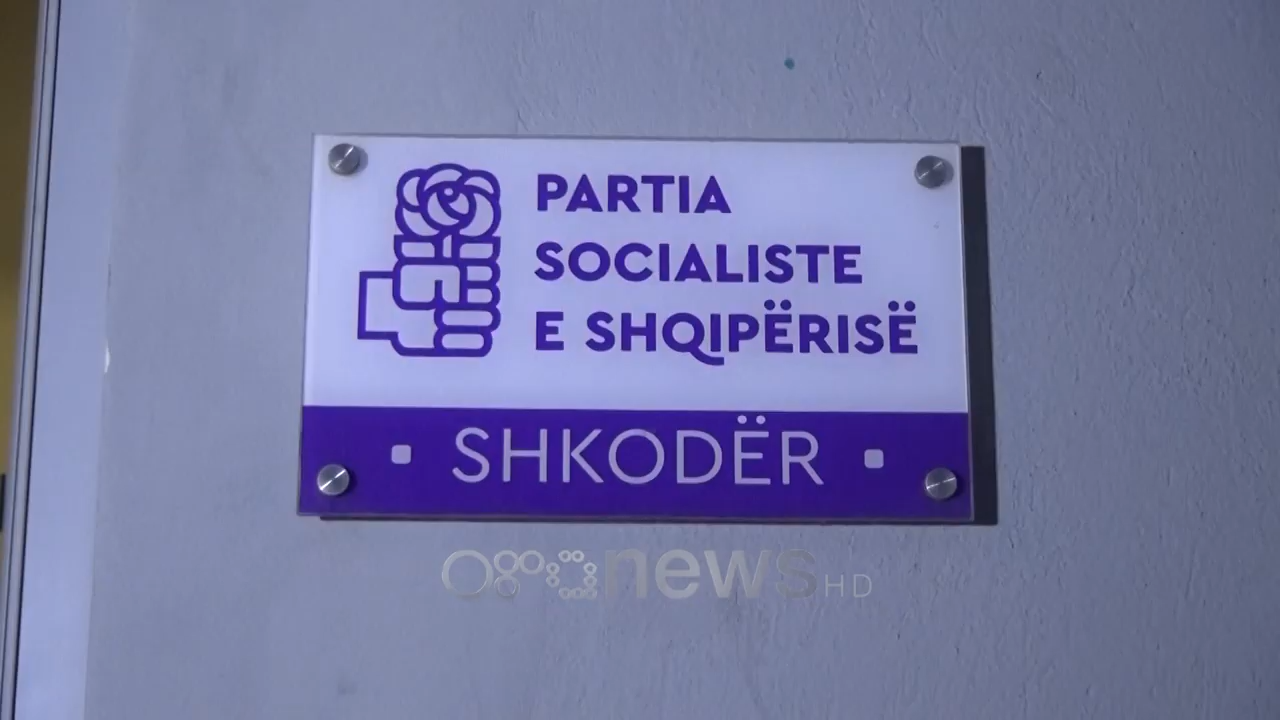 PARTIA
SOCIALISTE
E SHQIPËRISË
SHKODËR
news HD